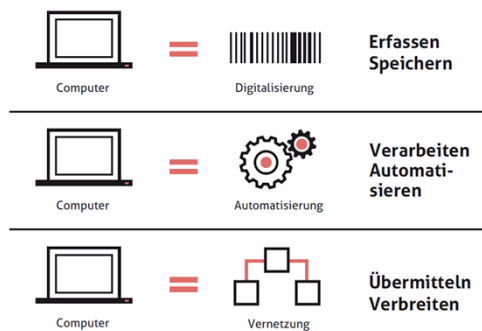 Erfassen
Speichern
Computer
Digitalisierung
Verarbeiten
Automati-
sieren
Computer
Automatisierung
Übermitteln
Verbreiten
Computer
Vernetzung